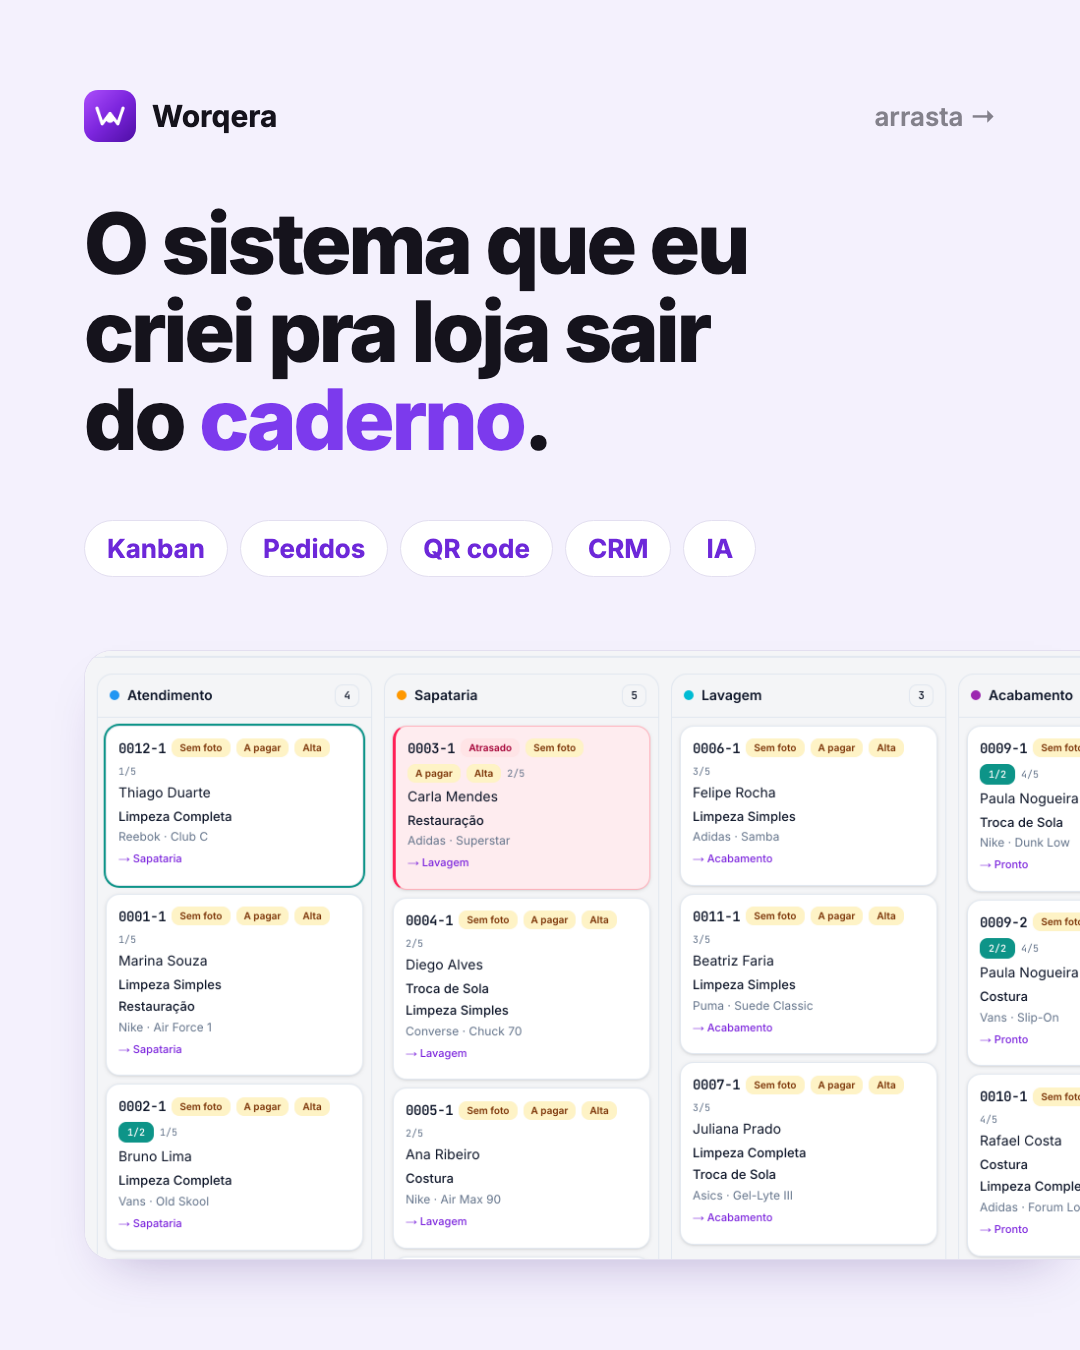 Worqera
arrasta →
O sistema que eu
criei pra loja sair
do caderno.
Kanban Pedidos QR code CRM IA
Atendimento 4
0012-1 Sem foto A pagar Alta
1/5
Thiago Duarte
Limpeza Completa
Reebok · Club C
→ Sapataria
0001-1 Sem foto A pagar Alta
1/5
Marina Souza
Limpeza Simples
Restauração
Nike · Air Force 1
→ Sapataria
0002-1 Sem foto A pagar Alta
1/2 1/5
Bruno Lima
Limpeza Completa
Vans · Old Skool
→ Sapataria
Sapataria 5
0003-1 Atrasado Sem foto
A pagar Alta 2/5
Carla Mendes
Restauração
Adidas · Superstar
→ Lavagem
0004-1 Sem foto A pagar Alta
2/5
Diego Alves
Troca de Sola
Limpeza Simples
Converse · Chuck 70
→ Lavagem
0005-1 Sem foto A pagar Alta
2/5
Ana Ribeiro
Costura
Nike · Air Max 90
→ Lavagem
Lavagem 3
0006-1 Sem foto A pagar Alta
3/5
Felipe Rocha
Limpeza Simples
Adidas · Samba
→ Acabamento
0011-1 Sem foto A pagar Alta
3/5
Beatriz Faria
Limpeza Simples
Puma · Suede Classic
→ Acabamento
0007-1 Sem foto A pagar Alta
3/5
Juliana Prado
Limpeza Completa
Troca de Sola
Asics · Gel-Lyte III
→ Acabamento
Acabamento
0009-1 Sem
1/2 4/5
Paula Nogueira
Troca de Sola
Nike · Dunk Low
→ Pronto
0009-2 Sem
2/2 4/5
Paula Nogueira
Costura
Vans · Slip-On
→ Pronto
0010-1 Sem
4/5
Rafael Costa
Costura
Limpeza
Adidas · Forum
→ Pronto